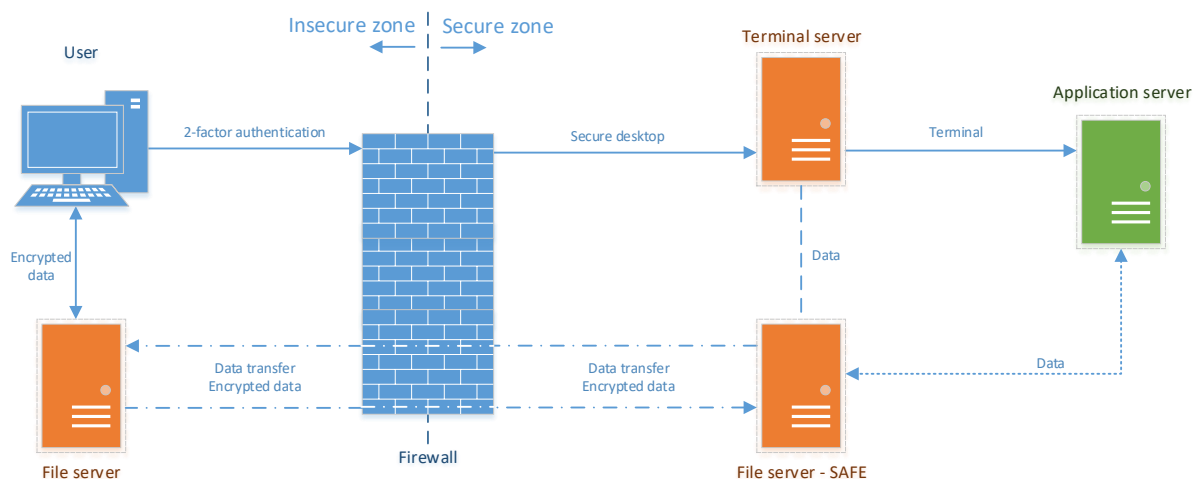 Insecure zone
Secure zone
User
Terminal server
Application server
2-factor authentication
Secure desktop
Terminal
Encrypted
data
Data
Data transfer
Encrypted data
Data transfer
Encrypted data
Data
Firewall
File server
File server - SAFE